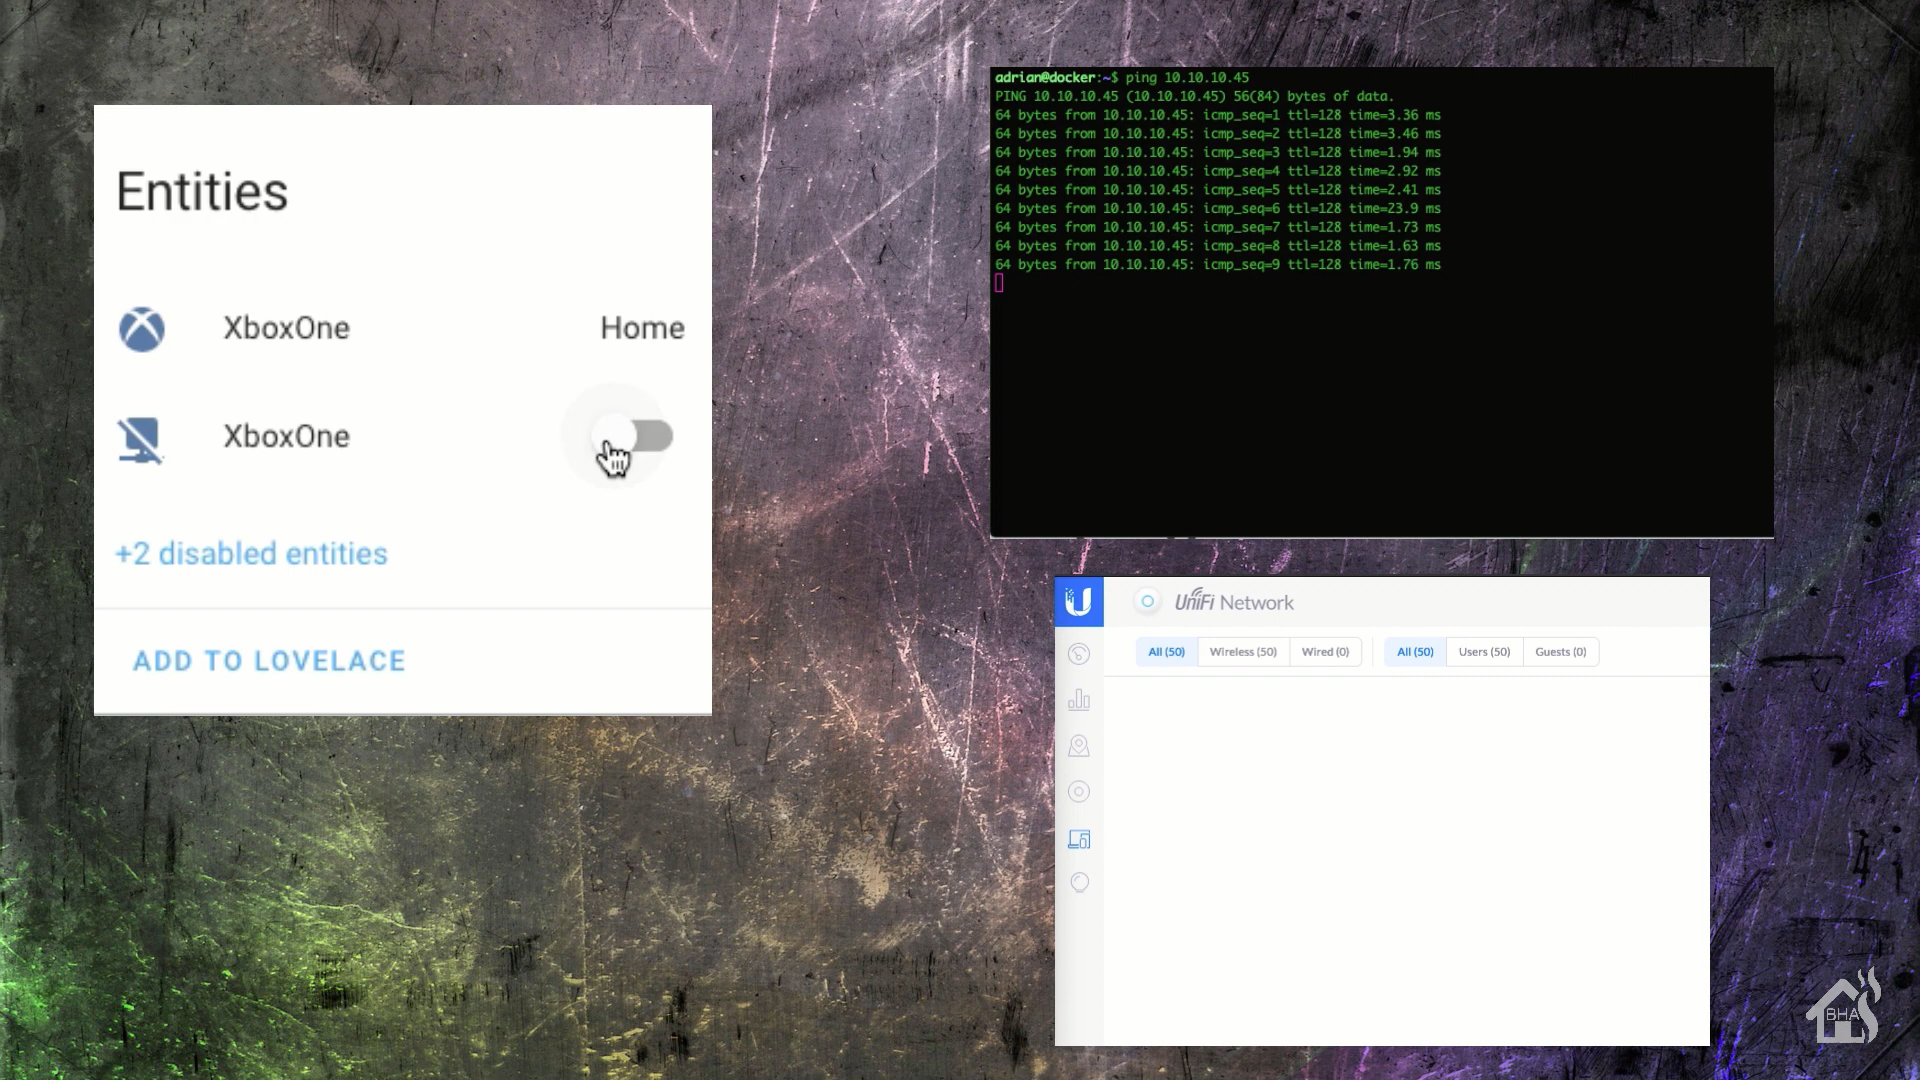 Entities
XboxOne Home
XboxOne
+2 disabled entities
ADD TO LOVELACE
adrian@docker:~$ ping 10.10.10.45
PING 10.10.10.45 (10.10.10.45) 56(84) bytes of data.
64 bytes from 10.10.10.45: icmp_seq=1 ttl=128 time=3.36 ms
64 bytes from 10.10.10.45: icmp_seq=2 ttl=128 time=3.46 ms
64 bytes from 10.10.10.45: icmp_seq=3 ttl=128 time=1.94 ms
64 bytes from 10.10.10.45: icmp_seq=4 ttl=128 time=2.92 ms
64 bytes from 10.10.10.45: icmp_seq=5 ttl=128 time=2.41 ms
64 bytes from 10.10.10.45: icmp_seq=6 ttl=128 time=23.9 ms
64 bytes from 10.10.10.45: icmp_seq=7 ttl=128 time=1.73 ms
64 bytes from 10.10.10.45: icmp_seq=8 ttl=128 time=1.63 ms
64 bytes from 10.10.10.45: icmp_seq=9 ttl=128 time=1.76 ms
UniFi Network
All (50) Wireless (50) Wired (0) All (50) Users (50) Guests (0)
BHA